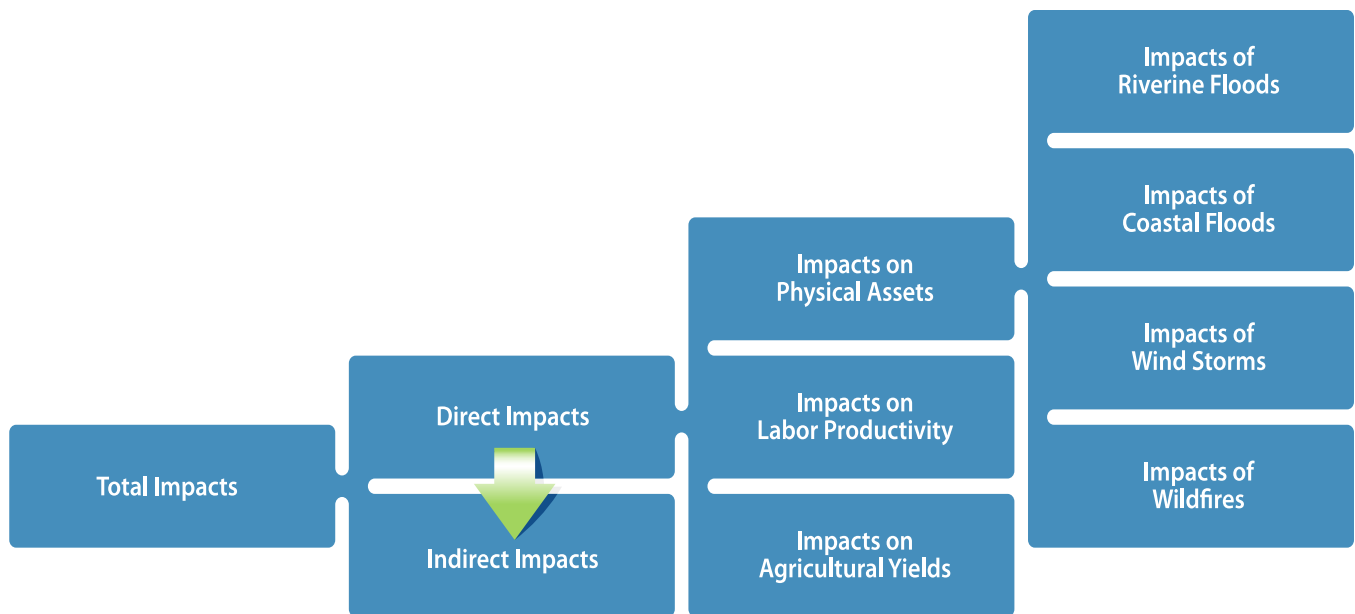 Total Impacts
Direct Impacts
Indirect Impacts
Impacts on
Physical Assets
Impacts on
Labor Productivity
Impacts on
Agricultural Yields
Impacts of
Riverine Floods
Impacts of
Coastal Floods
Impacts of
Wind Storms
Impacts of
Wildfires